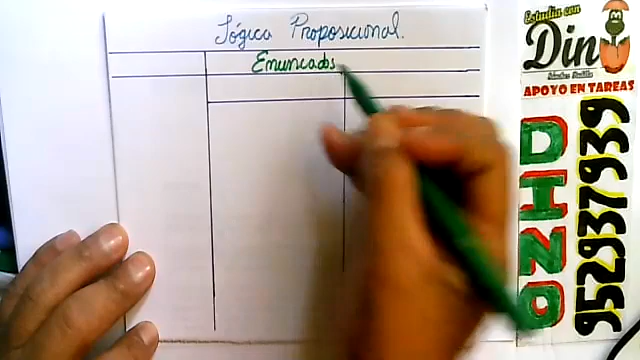 Lógica Proposicional.
Enunciados
Estudia con
Dino
APOYO EN TAREAS
DINO
952937939